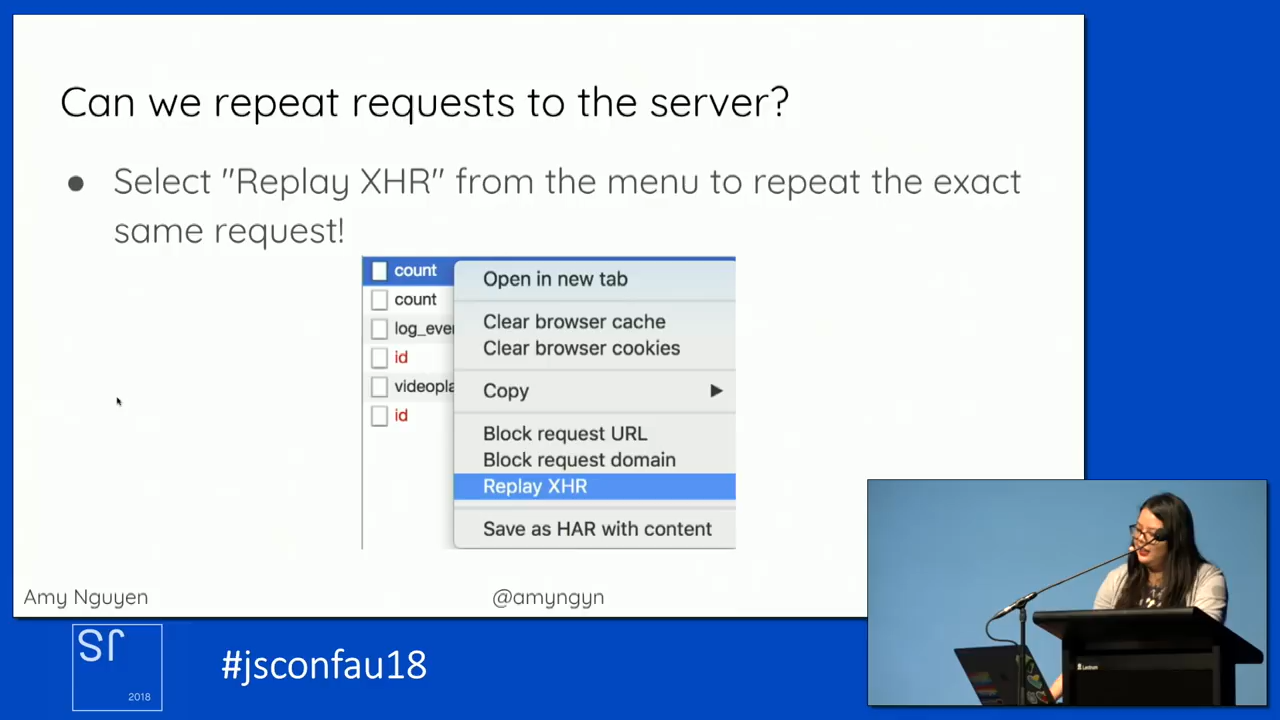 Can we repeat requests to the server?
● Select "Replay XHR" from the menu to repeat the exact
same request!
count
count
log_eve
id
videopla
id
Open in new tab
Clear browser cache
Clear browser cookies
Copy
Block request URL
Block request domain
Replay XHR
Save as HAR with content
Amy Nguyen
@amyngyn
2018
#jsconfau18